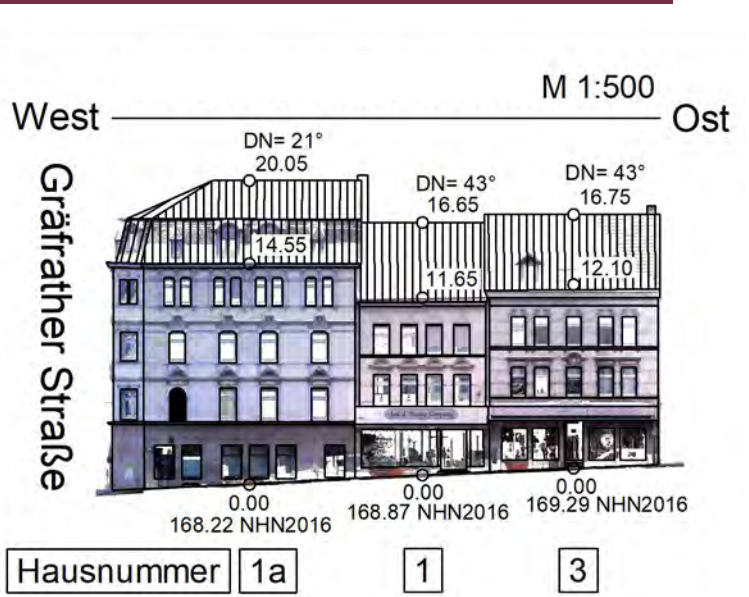 M 1:500
West
Ost
Gräfrather Straße
DN= 21°
20.05
14.55
DN= 43°
16.65
11.65
DN= 43°
16.75
12.10
0.00
168.22 NHN2016
0.00
168.87 NHN2016
0.00
169.29 NHN2016
Hausnummer 1a 1 3